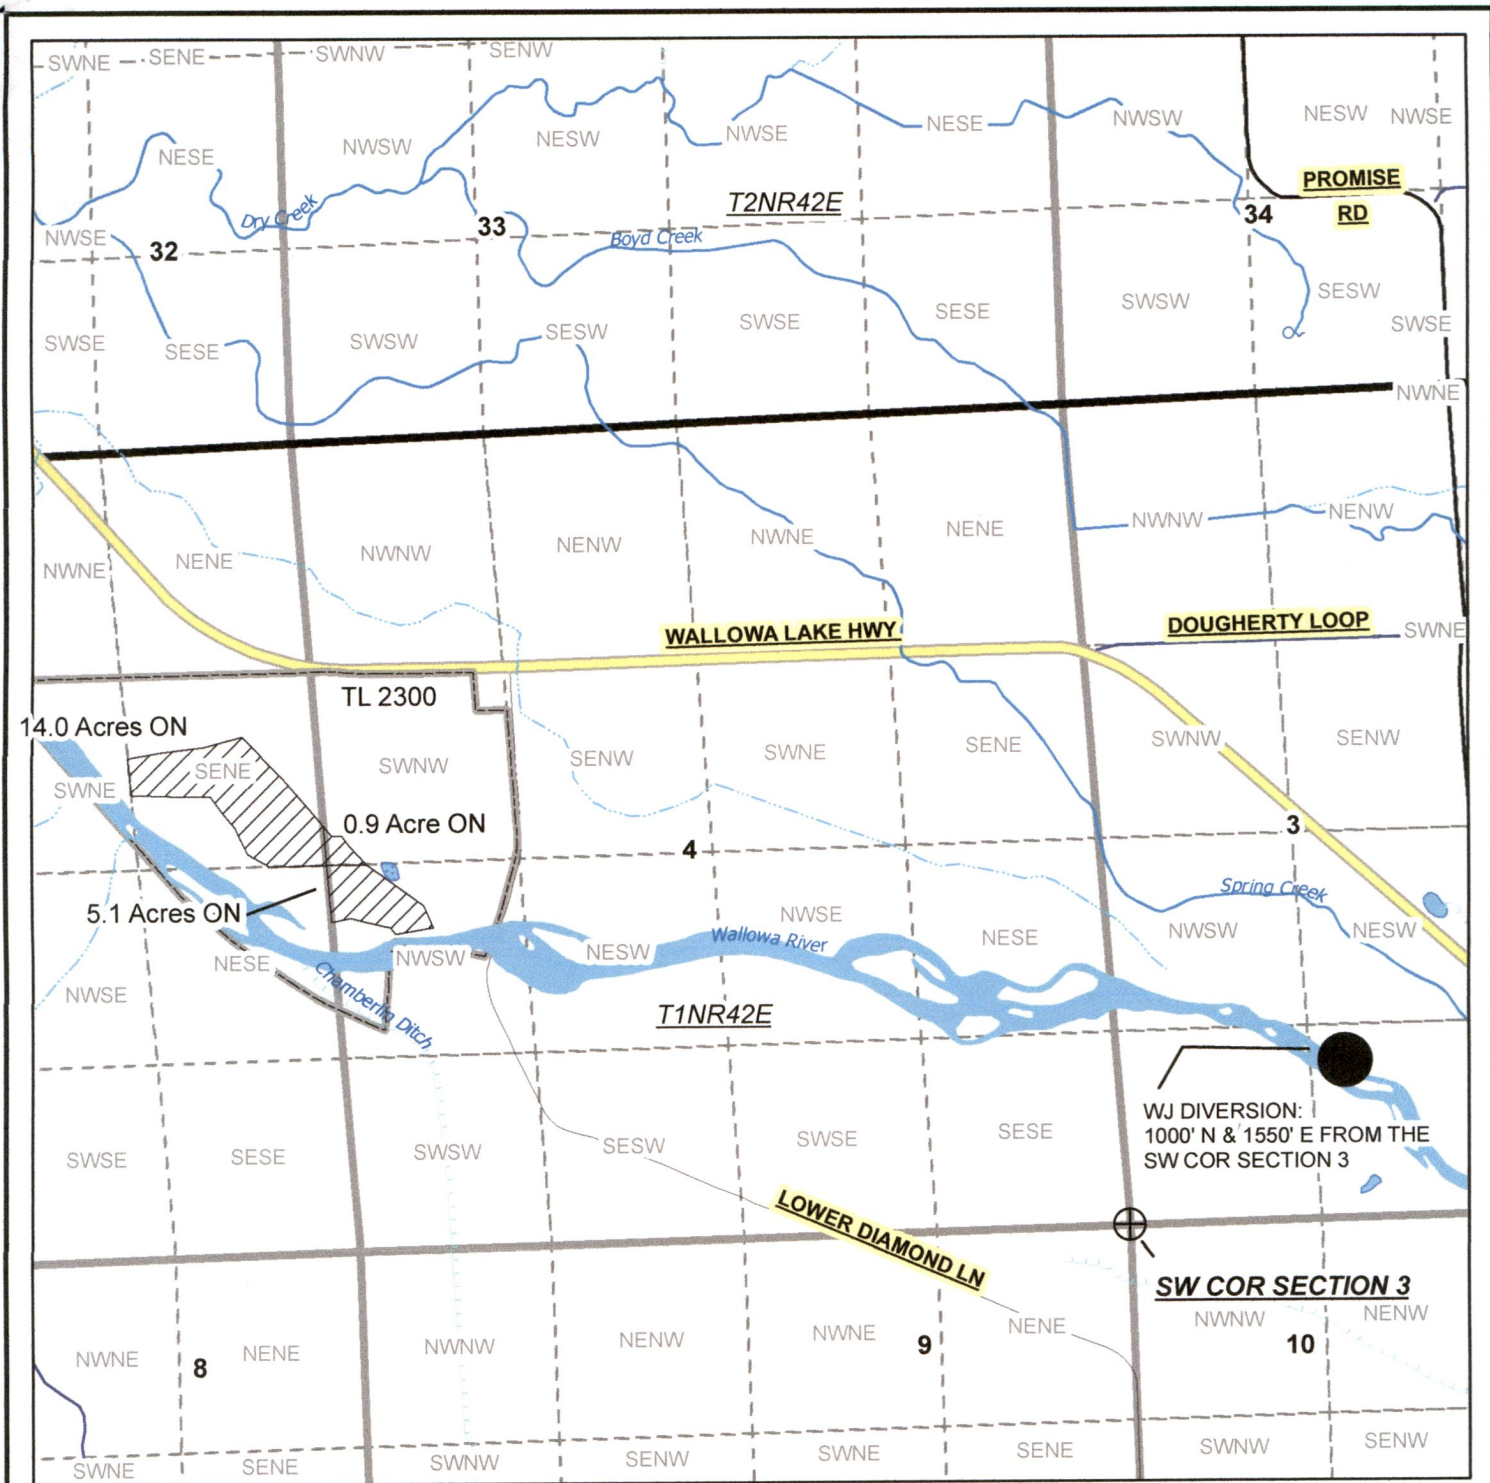 SWNE SENE SWNW SENW
NESE NWSW NESW NWSE NESE NWSW NESW NWSE
Dry Creek T2NR42E PROMISE
RD
NWSE 32 33 Boyd Creek 34
SWSE SESE SWSW SESW SWSE SESE SWSW SESW SWSE
NWNE
NWNE NENE NWNW NENW NWNE NENE NWNW NENW
WALLOWA LAKE HWY DOUGHERTY LOOP SWNE
TL 2300
14.0 Acres ON
SWNE SENE SWNW SENW SWNE SENE SWNW SENW
0.9 Acre ON
4 3
5.1 Acres ON
Spring Creek
NWSE NESE NWSW NESW NWSE NESE NWSW NESW
Wallowa River
Chamberlin Ditch
T1NR42E
WJ DIVERSION:
1000' N & 1550' E FROM THE
SW COR SECTION 3
SWSE SESE SWSW SESW SWSE SESE
LOWER DIAMOND LN
SW COR SECTION 3
NWNE 8 NENE NWNW NENW NWNE 9 NENE NWNW 10 NENW
SWNE SENE SWNW SENW SWNE SENE SWNW SENW